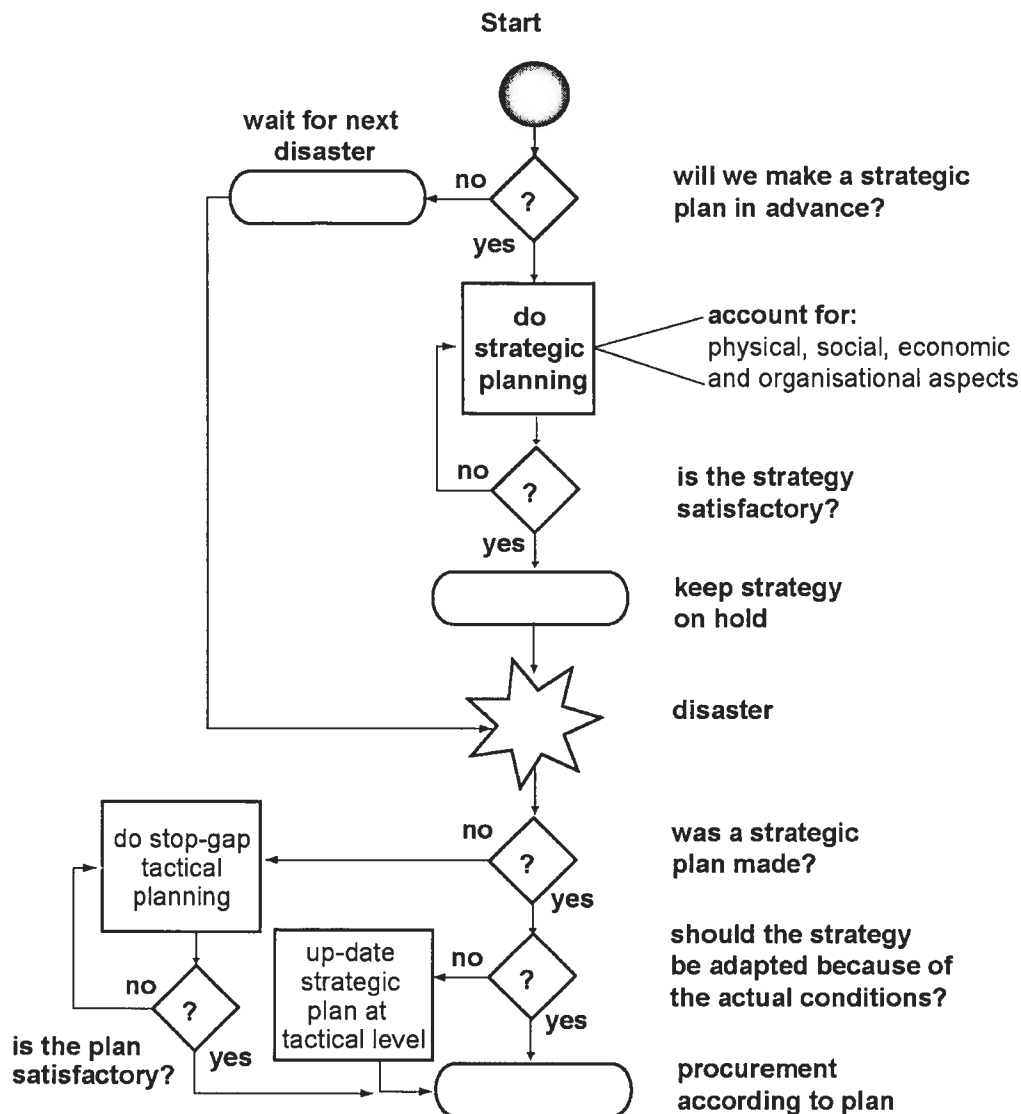 Start
wait for next
disaster
no
?
will we make a strategic
plan in advance?
yes
do
strategic
planning
account for:
physical, social, economic
and organisational aspects
no
?
is the strategy
satisfactory?
yes
keep strategy
on hold
disaster
do stop-gap
tactical
planning
no
?
was a strategic
plan made?
yes
up-date
strategic
plan at
tactical level
no
?
should the strategy
be adapted because of
the actual conditions?
yes
no
?
is the plan
satisfactory?
yes
procurement
according to plan